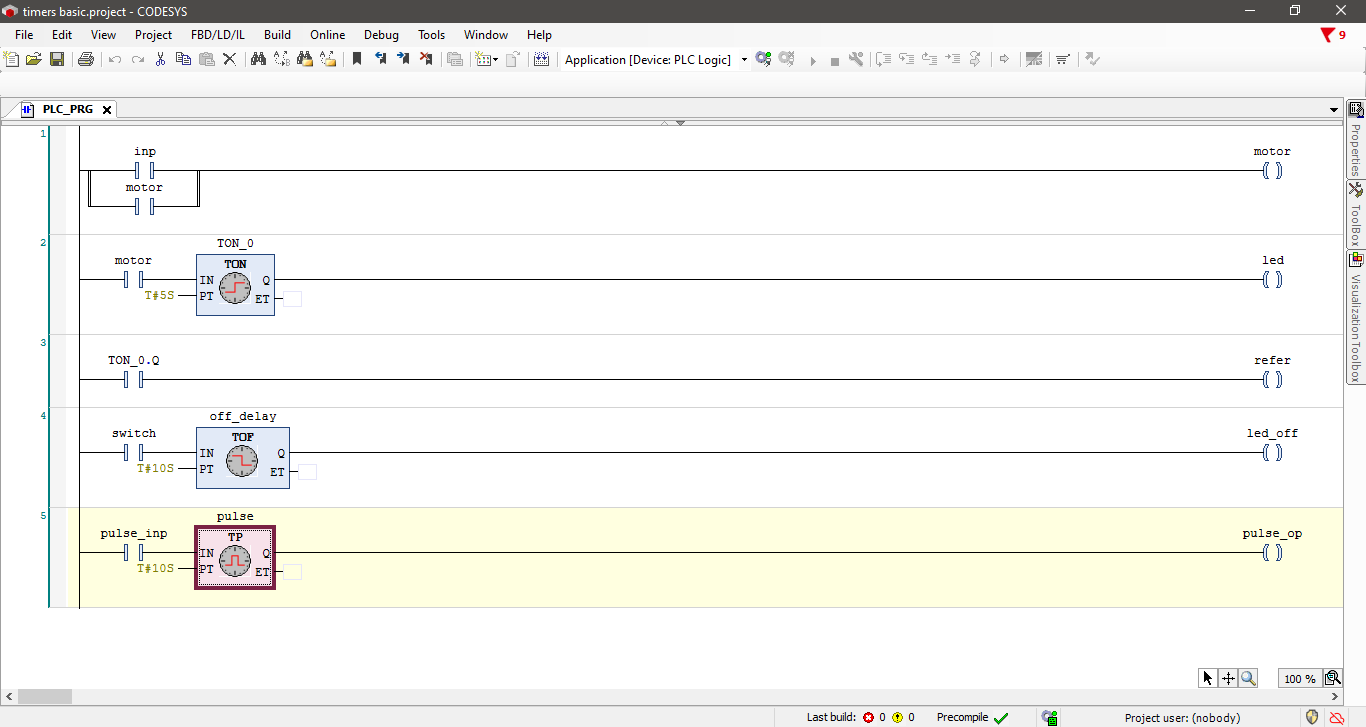 timers basic.project - CODESYS
File Edit View Project FBD/LD/IL Build Online Debug Tools Window Help
9
Application [Device: PLC Logic]
PLC_PRG
Properties
ToolBox
Visualization Toolbox
1
inp
motor
motor
2
TON_0
motor
TON
led
IN Q
T#5S PT ET
3
TON_0.Q
refer
4
off_delay
switch
TOF
led_off
IN Q
T#10S PT ET
5
pulse
pulse_inp
TP
pulse_op
IN Q
T#10S PT ET
100 %
Last build: 0 0 Precompile Project user: (nobody)